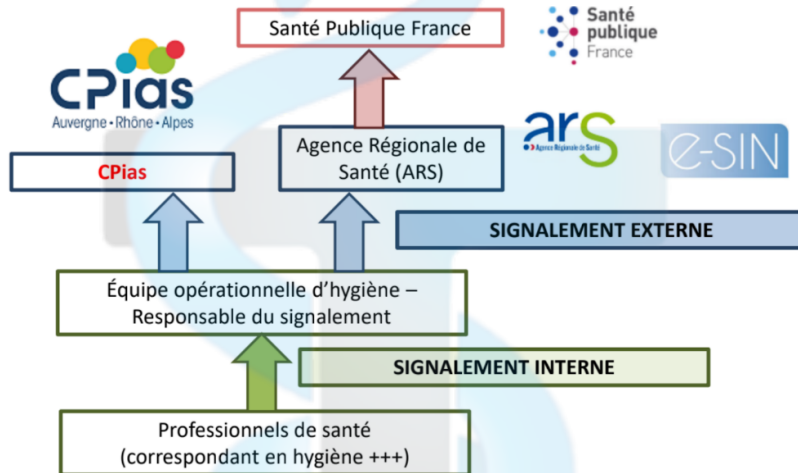 Santé Publique France
Santé
publique
France
CPias
Auvergne • Rhône • Alpes
Agence Régionale de
Santé (ARS)
ars
Agence Régionale de Santé
e-SIN
CPias
SIGNALEMENT EXTERNE
Équipe opérationnelle d’hygiène –
Responsable du signalement
SIGNALEMENT INTERNE
Professionnels de santé
(correspondant en hygiène +++)